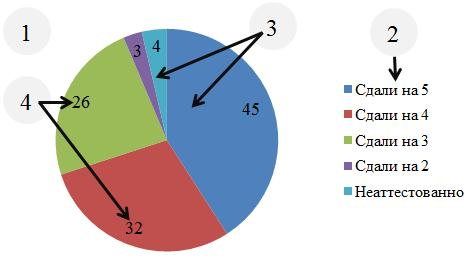 1
3
2
3
4
4
26
45
32
Сдали на 5
Сдали на 4
Сдали на 3
Сдали на 2
Неаттестованно